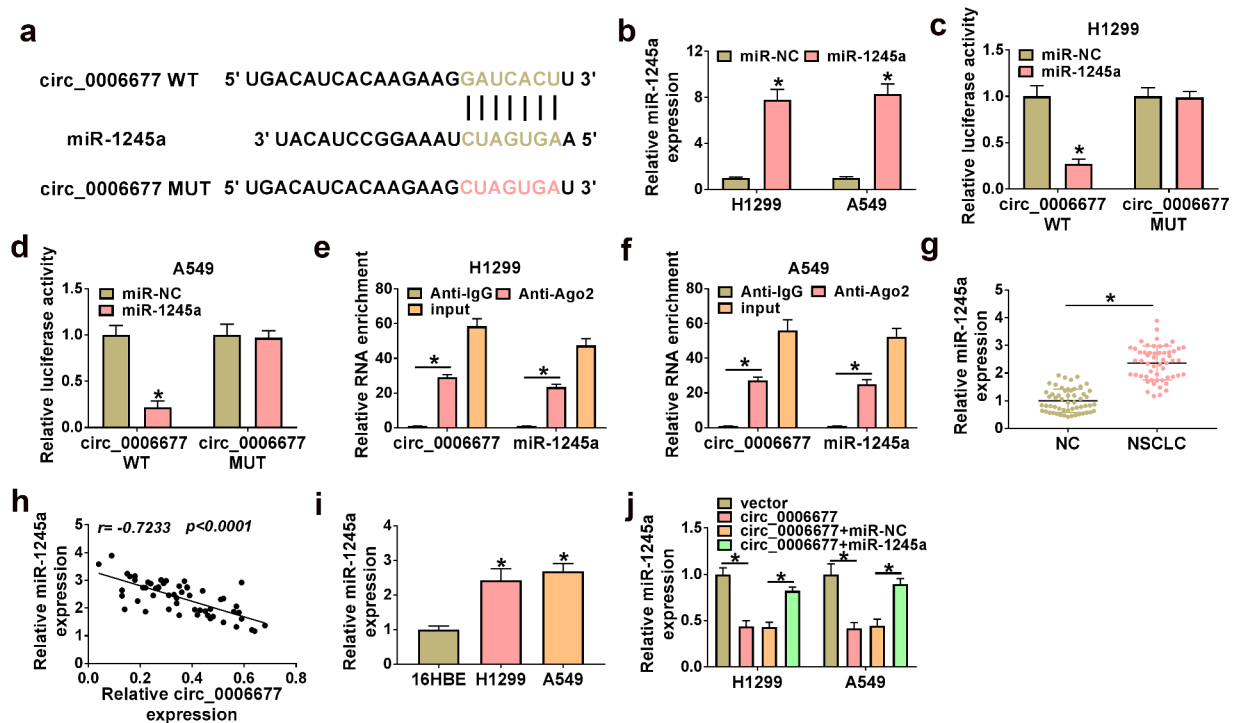 a
circ_0006677 WT 5' UGACAUCACAAGAAGGAUCACUU 3'
miR-1245a 3' UACAUCCGGAAAUCUAGUGAA 5'
circ_0006677 MUT 5' UGACAUCACAAGAAGCUAGUGAU 3'
b
Relative miR-1245a
expression
miR-NC miR-1245a
12
8
4
0
* *
H1299 A549
c
H1299
Relative luciferase activity
miR-NC
miR-1245a
1.5
1.0
0.5
0.0
*
circ_0006677 circ_0006677
WT MUT
d
A549
Relative luciferase activity
miR-NC
miR-1245a
1.5
1.0
0.5
0.0
*
circ_0006677 circ_0006677
WT MUT
e
H1299
Relative RNA enrichment
Anti-IgG Anti-Ago2
input
80
60
40
20
0
* *
circ_0006677 miR-1245a
f
A549
Relative RNA enrichment
Anti-IgG Anti-Ago2
input
80
60
40
20
0
* *
circ_0006677 miR-1245a
g
Relative miR-1245a
expression
5
4
3
2
1
0
*
NC NSCLC
h
r= -0.7233 p<0.0001
Relative miR-1245a
expression
5
4
3
2
1
0
0.0 0.2 0.4 0.6 0.8
Relative circ_0006677
expression
i
Relative miR-1245a
expression
4
3
2
1
0
* *
16HBE H1299 A549
j
vector
circ_0006677
circ_0006677+miR-NC
circ_0006677+miR-1245a
Relative miR-1245a
expression
1.5
1.0
0.5
0.0
* * * *
H1299 A549